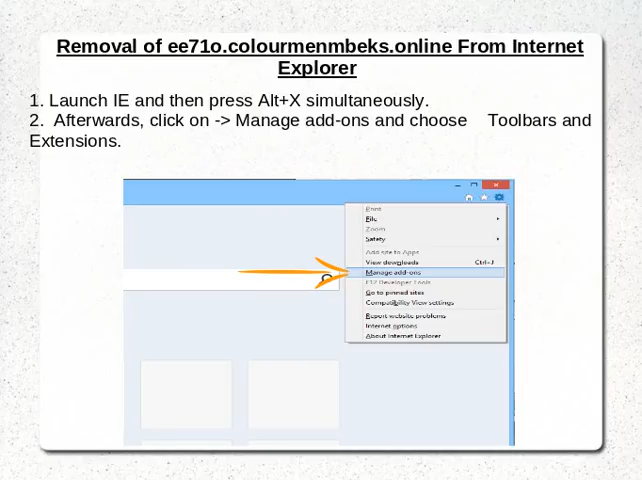 Removal of ee71o.colourmenmbeks.online From Internet
Explorer
1. Launch IE and then press Alt+X simultaneously.
2. Afterwards, click on -> Manage add-ons and choose Toolbars and
Extensions.
Print
File
Zoom
Safety
Add site to Apps
View downloads Ctrl+J
Manage add-ons
F12 Developer Tools
Go to pinned sites
Compatibility View settings
Report website problems
Internet options
About Internet Explorer